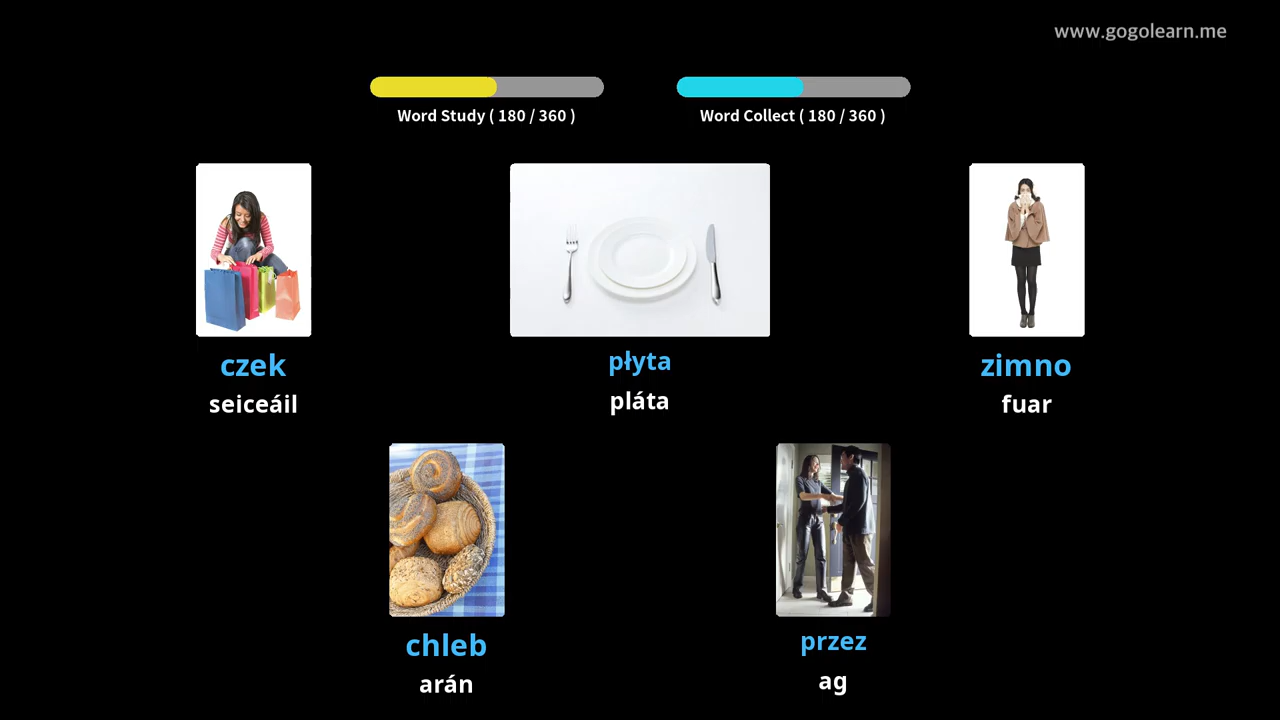 www.gogolearn.me
Word Study ( 180 / 360 )
Word Collect ( 180 / 360 )
czek
seiceáil
płyta
pláta
zimno
fuar
chleb
arán
przez
ag